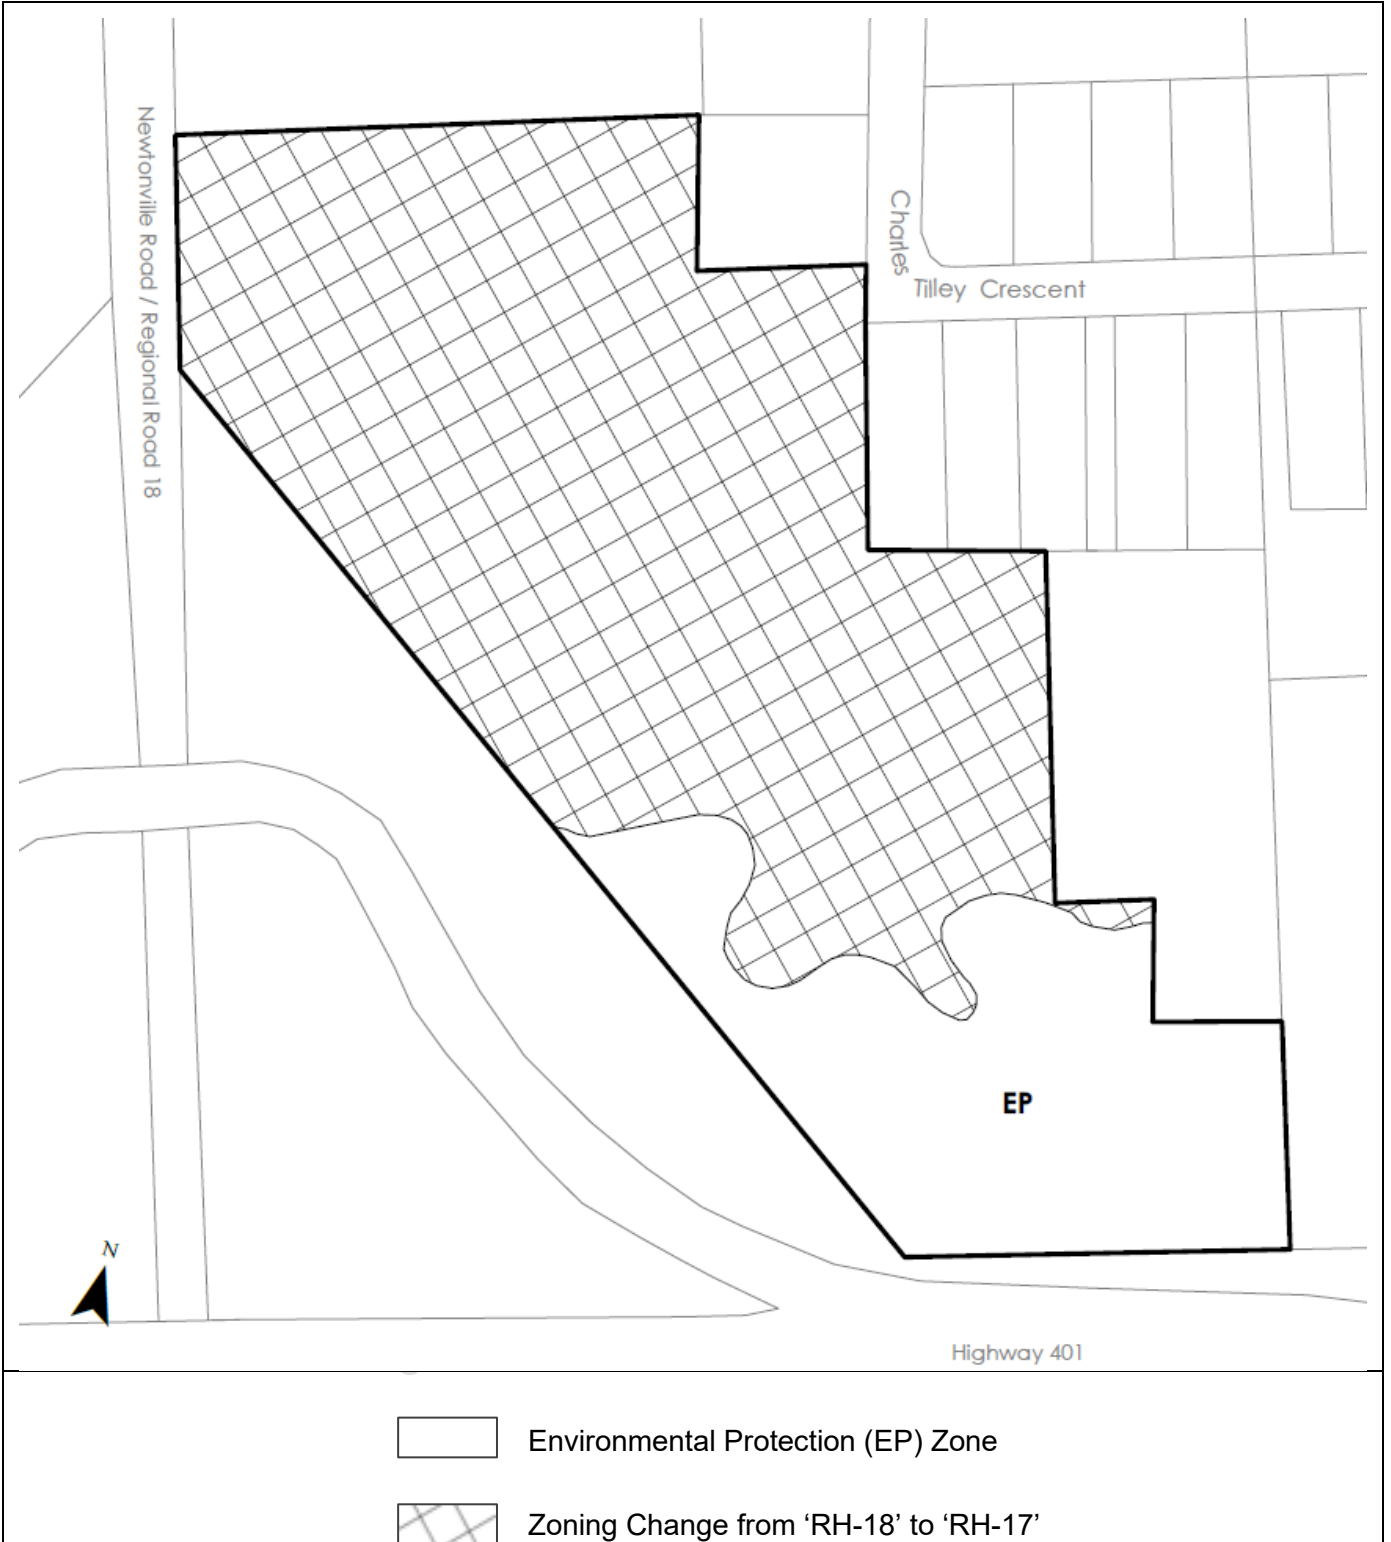 Newtonville Road / Regional Road 18
Charles
Tilley Crescent
EP
N
Highway 401
Environmental Protection (EP) Zone
Zoning Change from ‘RH-18’ to ‘RH-17’